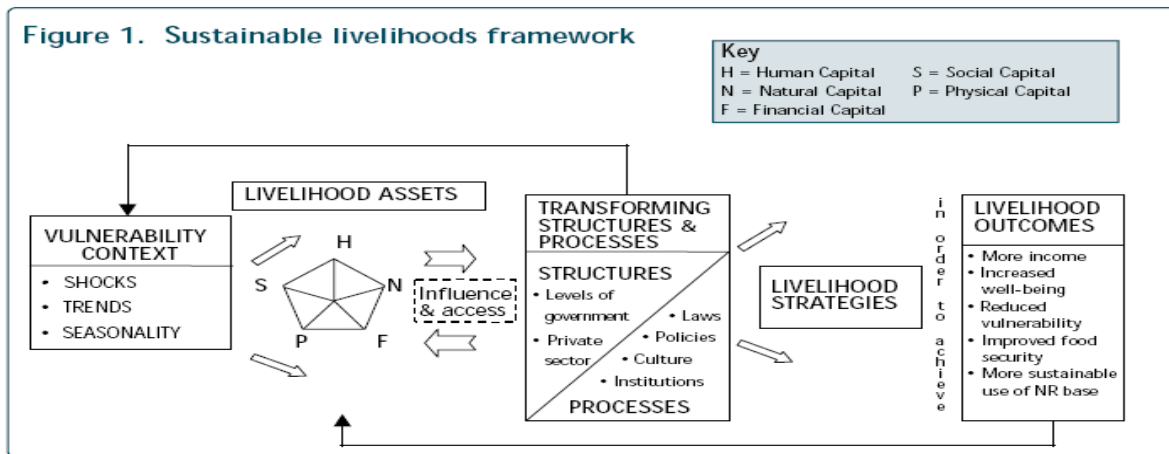 Figure 1. Sustainable livelihoods framework
Key
H = Human Capital S = Social Capital
N = Natural Capital P = Physical Capital
F = Financial Capital
LIVELIHOOD ASSETS
VULNERABILITY
CONTEXT
• SHOCKS
• TRENDS
• SEASONALITY
H
S
N
P
F
Influence
& access
TRANSFORMING
STRUCTURES &
PROCESSES
STRUCTURES
• Levels of
government
• Private
sector
• Laws
• Policies
• Culture
• Institutions
PROCESSES
LIVELIHOOD
STRATEGIES
in order to achieve
LIVELIHOOD
OUTCOMES
• More income
• Increased
well-being
• Reduced
vulnerability
• Improved food
security
• More sustainable
use of NR base